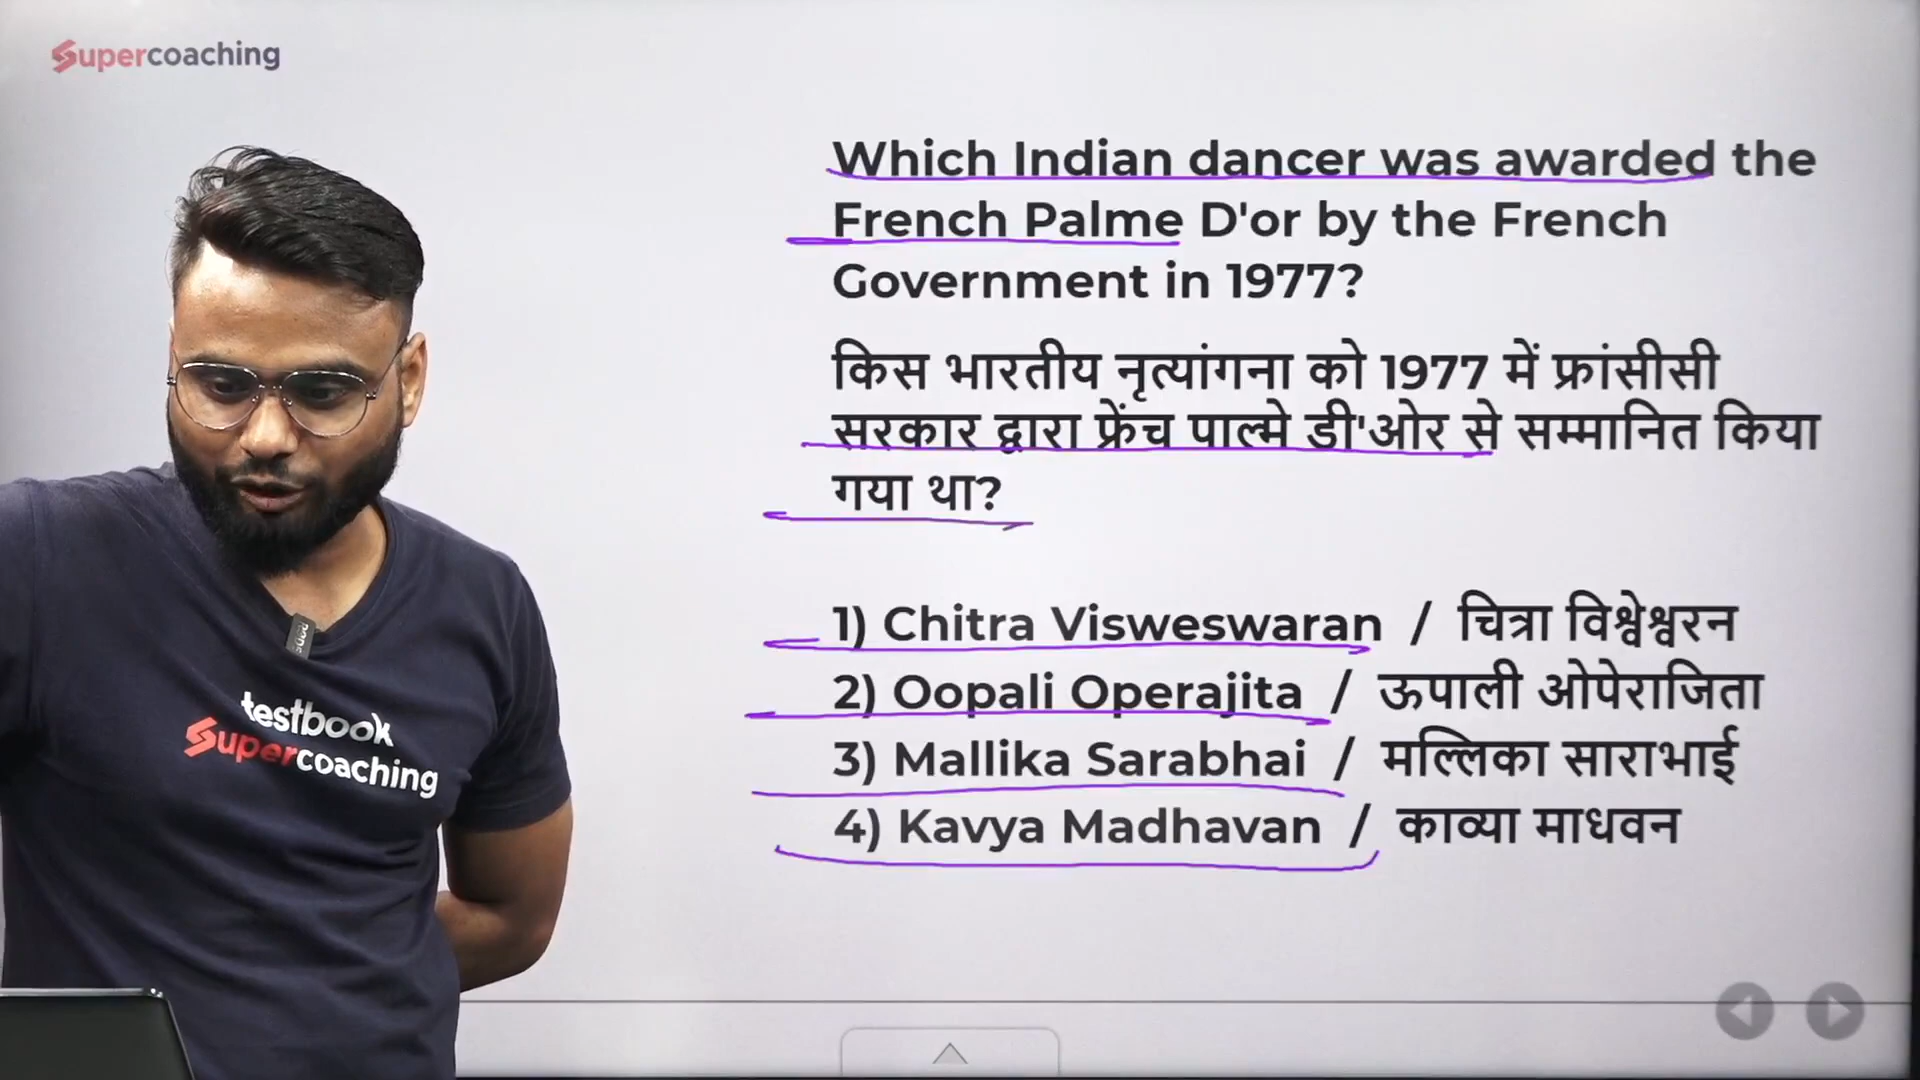 Supercoaching
Which Indian dancer was awarded the
French Palme D'or by the French
Government in 1977?
किस भारतीय नृत्यांगना को 1977 में फ्रांसीसी
सरकार द्वारा फ्रेंच पाल्मे डी'ओर से सम्मानित किया
गया था?
1) Chitra Visweswaran / चित्रा विश्वेश्वरन
2) Oopali Operajita / ऊपाली ओपेराजिता
3) Mallika Sarabhai / मल्लिका साराभाई
4) Kavya Madhavan / काव्या माधवन
testbook
Supercoaching